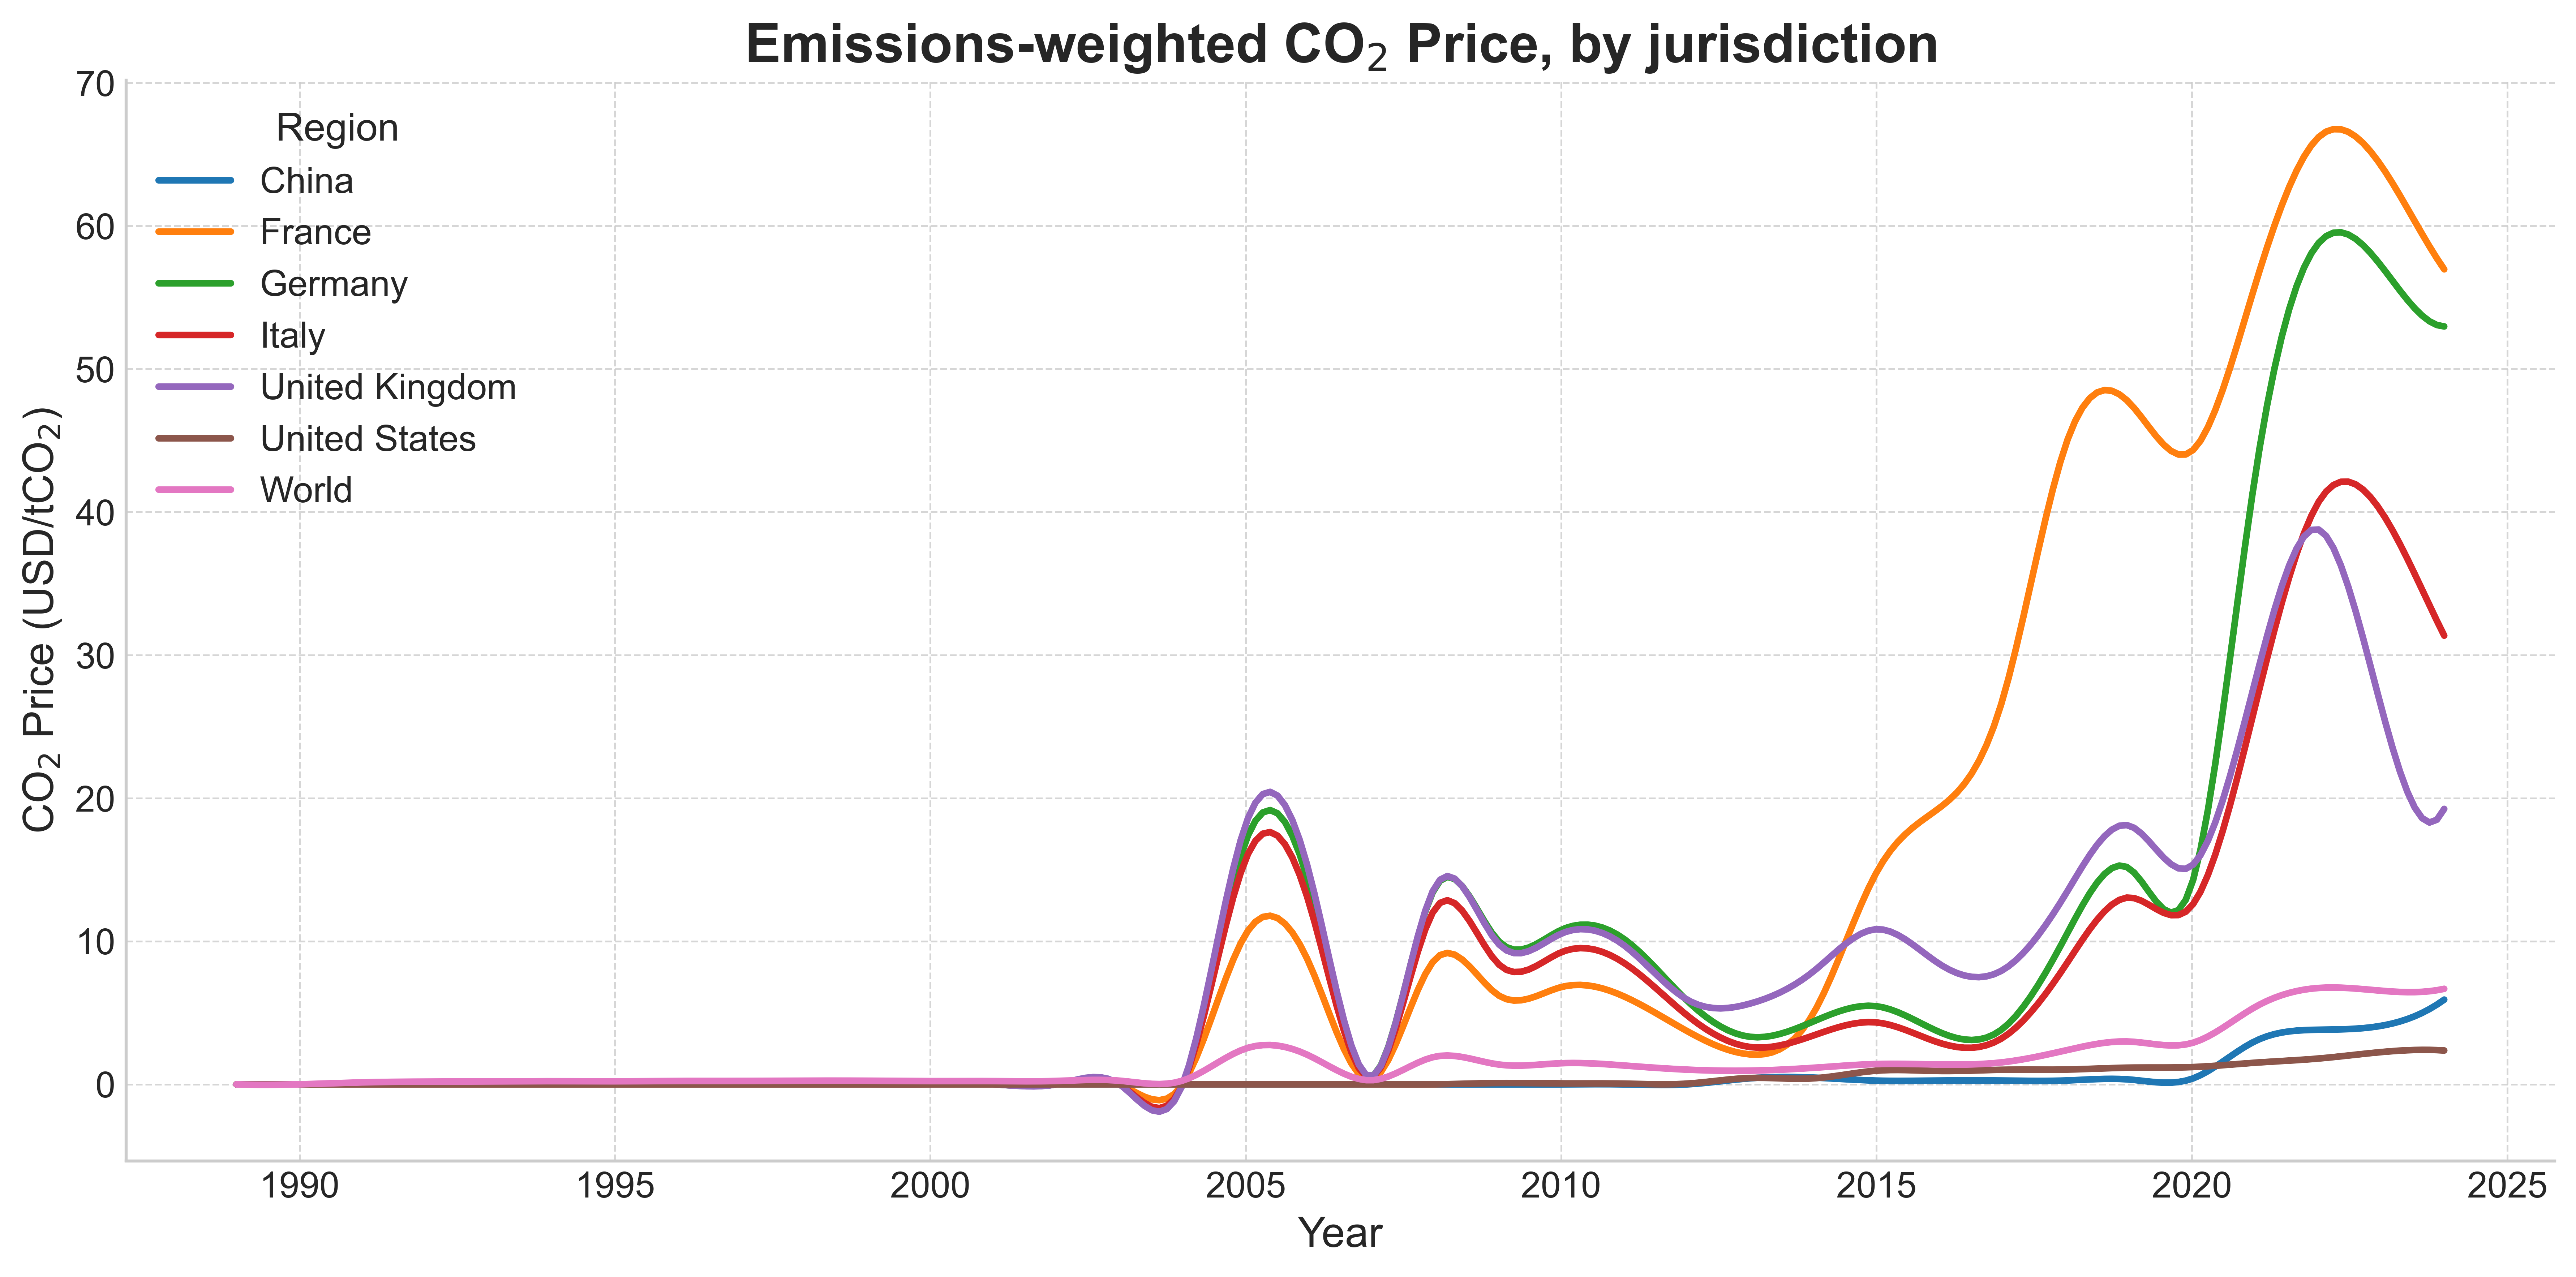 Emissions-weighted CO₂ Price, by jurisdiction
Region
China
France
Germany
Italy
United Kingdom
United States
World
CO₂ Price (USD/tCO₂)
70
60
50
40
30
20
10
0
1990 1995 2000 2005 2010 2015 2020 2025
Year